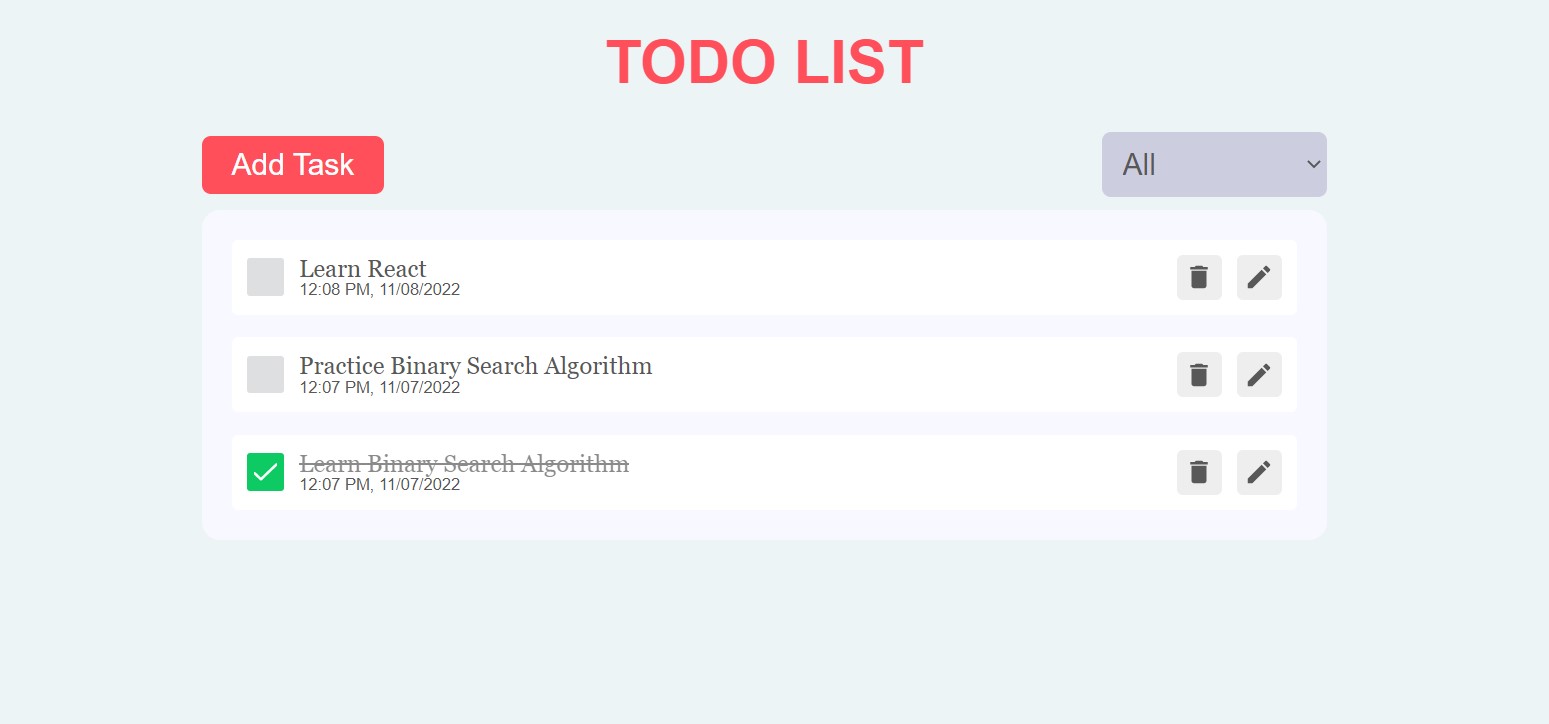 TODO LIST
Add Task
All
Learn React
12:08 PM, 11/08/2022
Practice Binary Search Algorithm
12:07 PM, 11/07/2022
Learn Binary Search Algorithm
12:07 PM, 11/07/2022